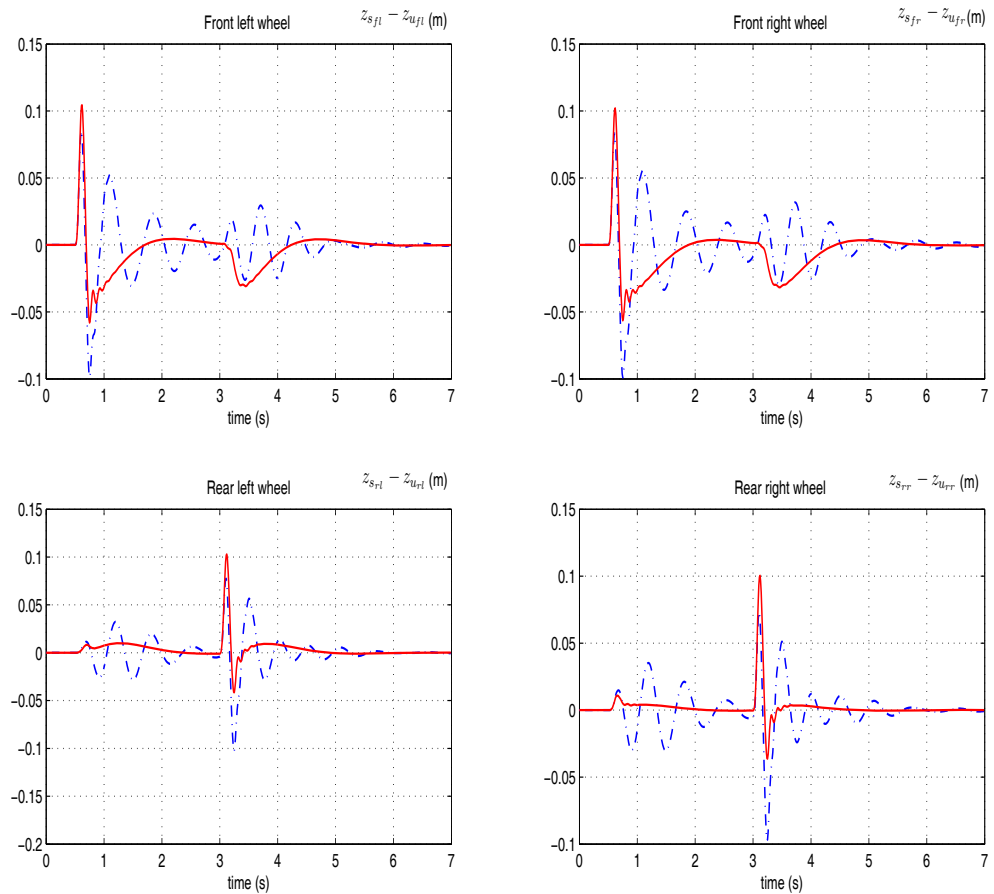 Front left wheel
z_{s_{fl}} − z_{u_{fl}} (m)
0.15
0.1
0.05
0
−0.05
−0.1
0 1 2 3 4 5 6 7
time (s)
Front right wheel
z_{s_{fr}} − z_{u_{fr}} (m)
0.15
0.1
0.05
0
−0.05
−0.1
0 1 2 3 4 5 6 7
time (s)
Rear left wheel
z_{s_{rl}} − z_{u_{rl}} (m)
0.15
0.1
0.05
0
−0.05
−0.1
−0.15
−0.2
0 1 2 3 4 5 6 7
time (s)
Rear right wheel
z_{s_{rr}} − z_{u_{rr}} (m)
0.15
0.1
0.05
0
−0.05
−0.1
0 1 2 3 4 5 6 7
time (s)